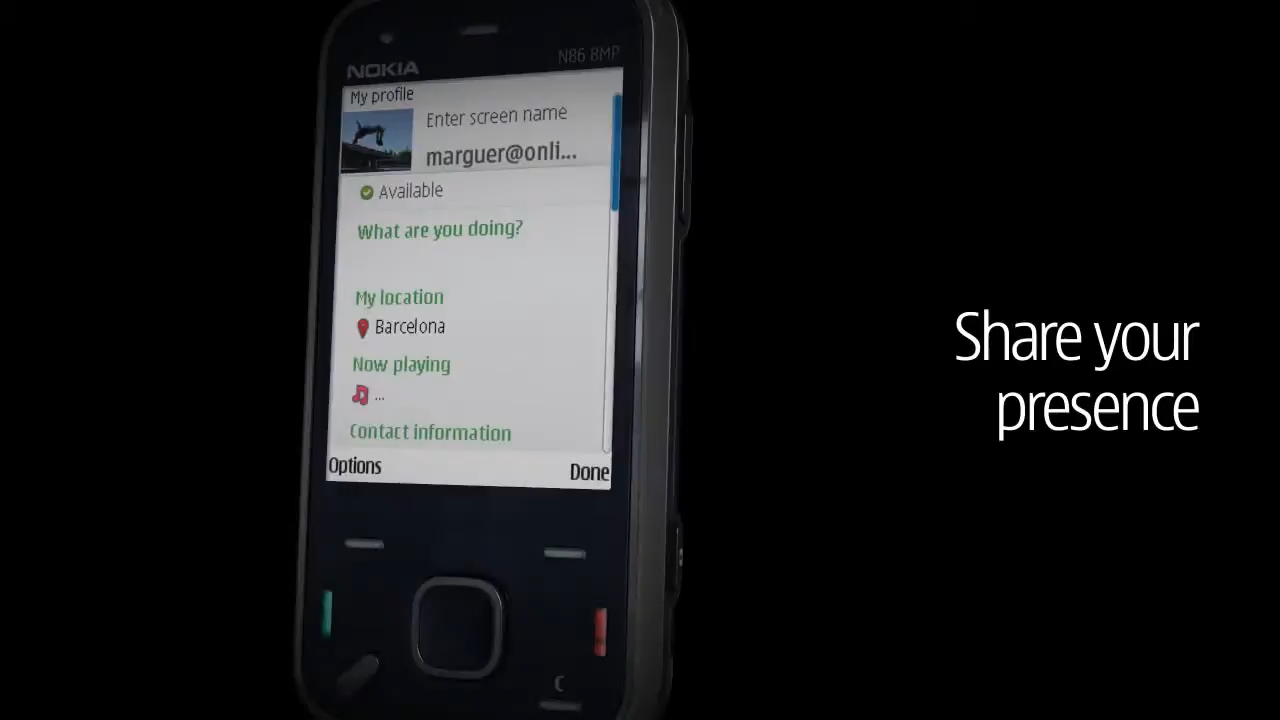 NOKIA
N86 8MP
My profile
Enter screen name
marguer@onli...
Available
What are you doing?
My location
Barcelona
Now playing
...
Contact information
Options
Done
C
Share your
presence